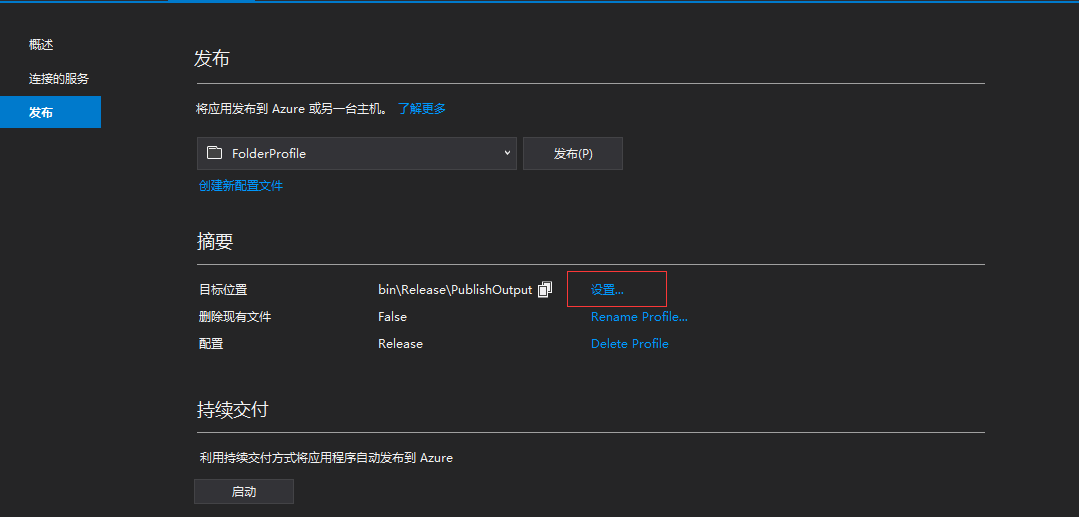 概述
连接的服务
发布
发布
将应用发布到 Azure 或另一台主机。 了解更多
FolderProfile 发布(P)
创建新配置文件
摘要
目标位置 bin\Release\PublishOutput 设置...
删除现有文件 False Rename Profile...
配置 Release Delete Profile
持续交付
利用持续交付方式将应用程序自动发布到 Azure
启动